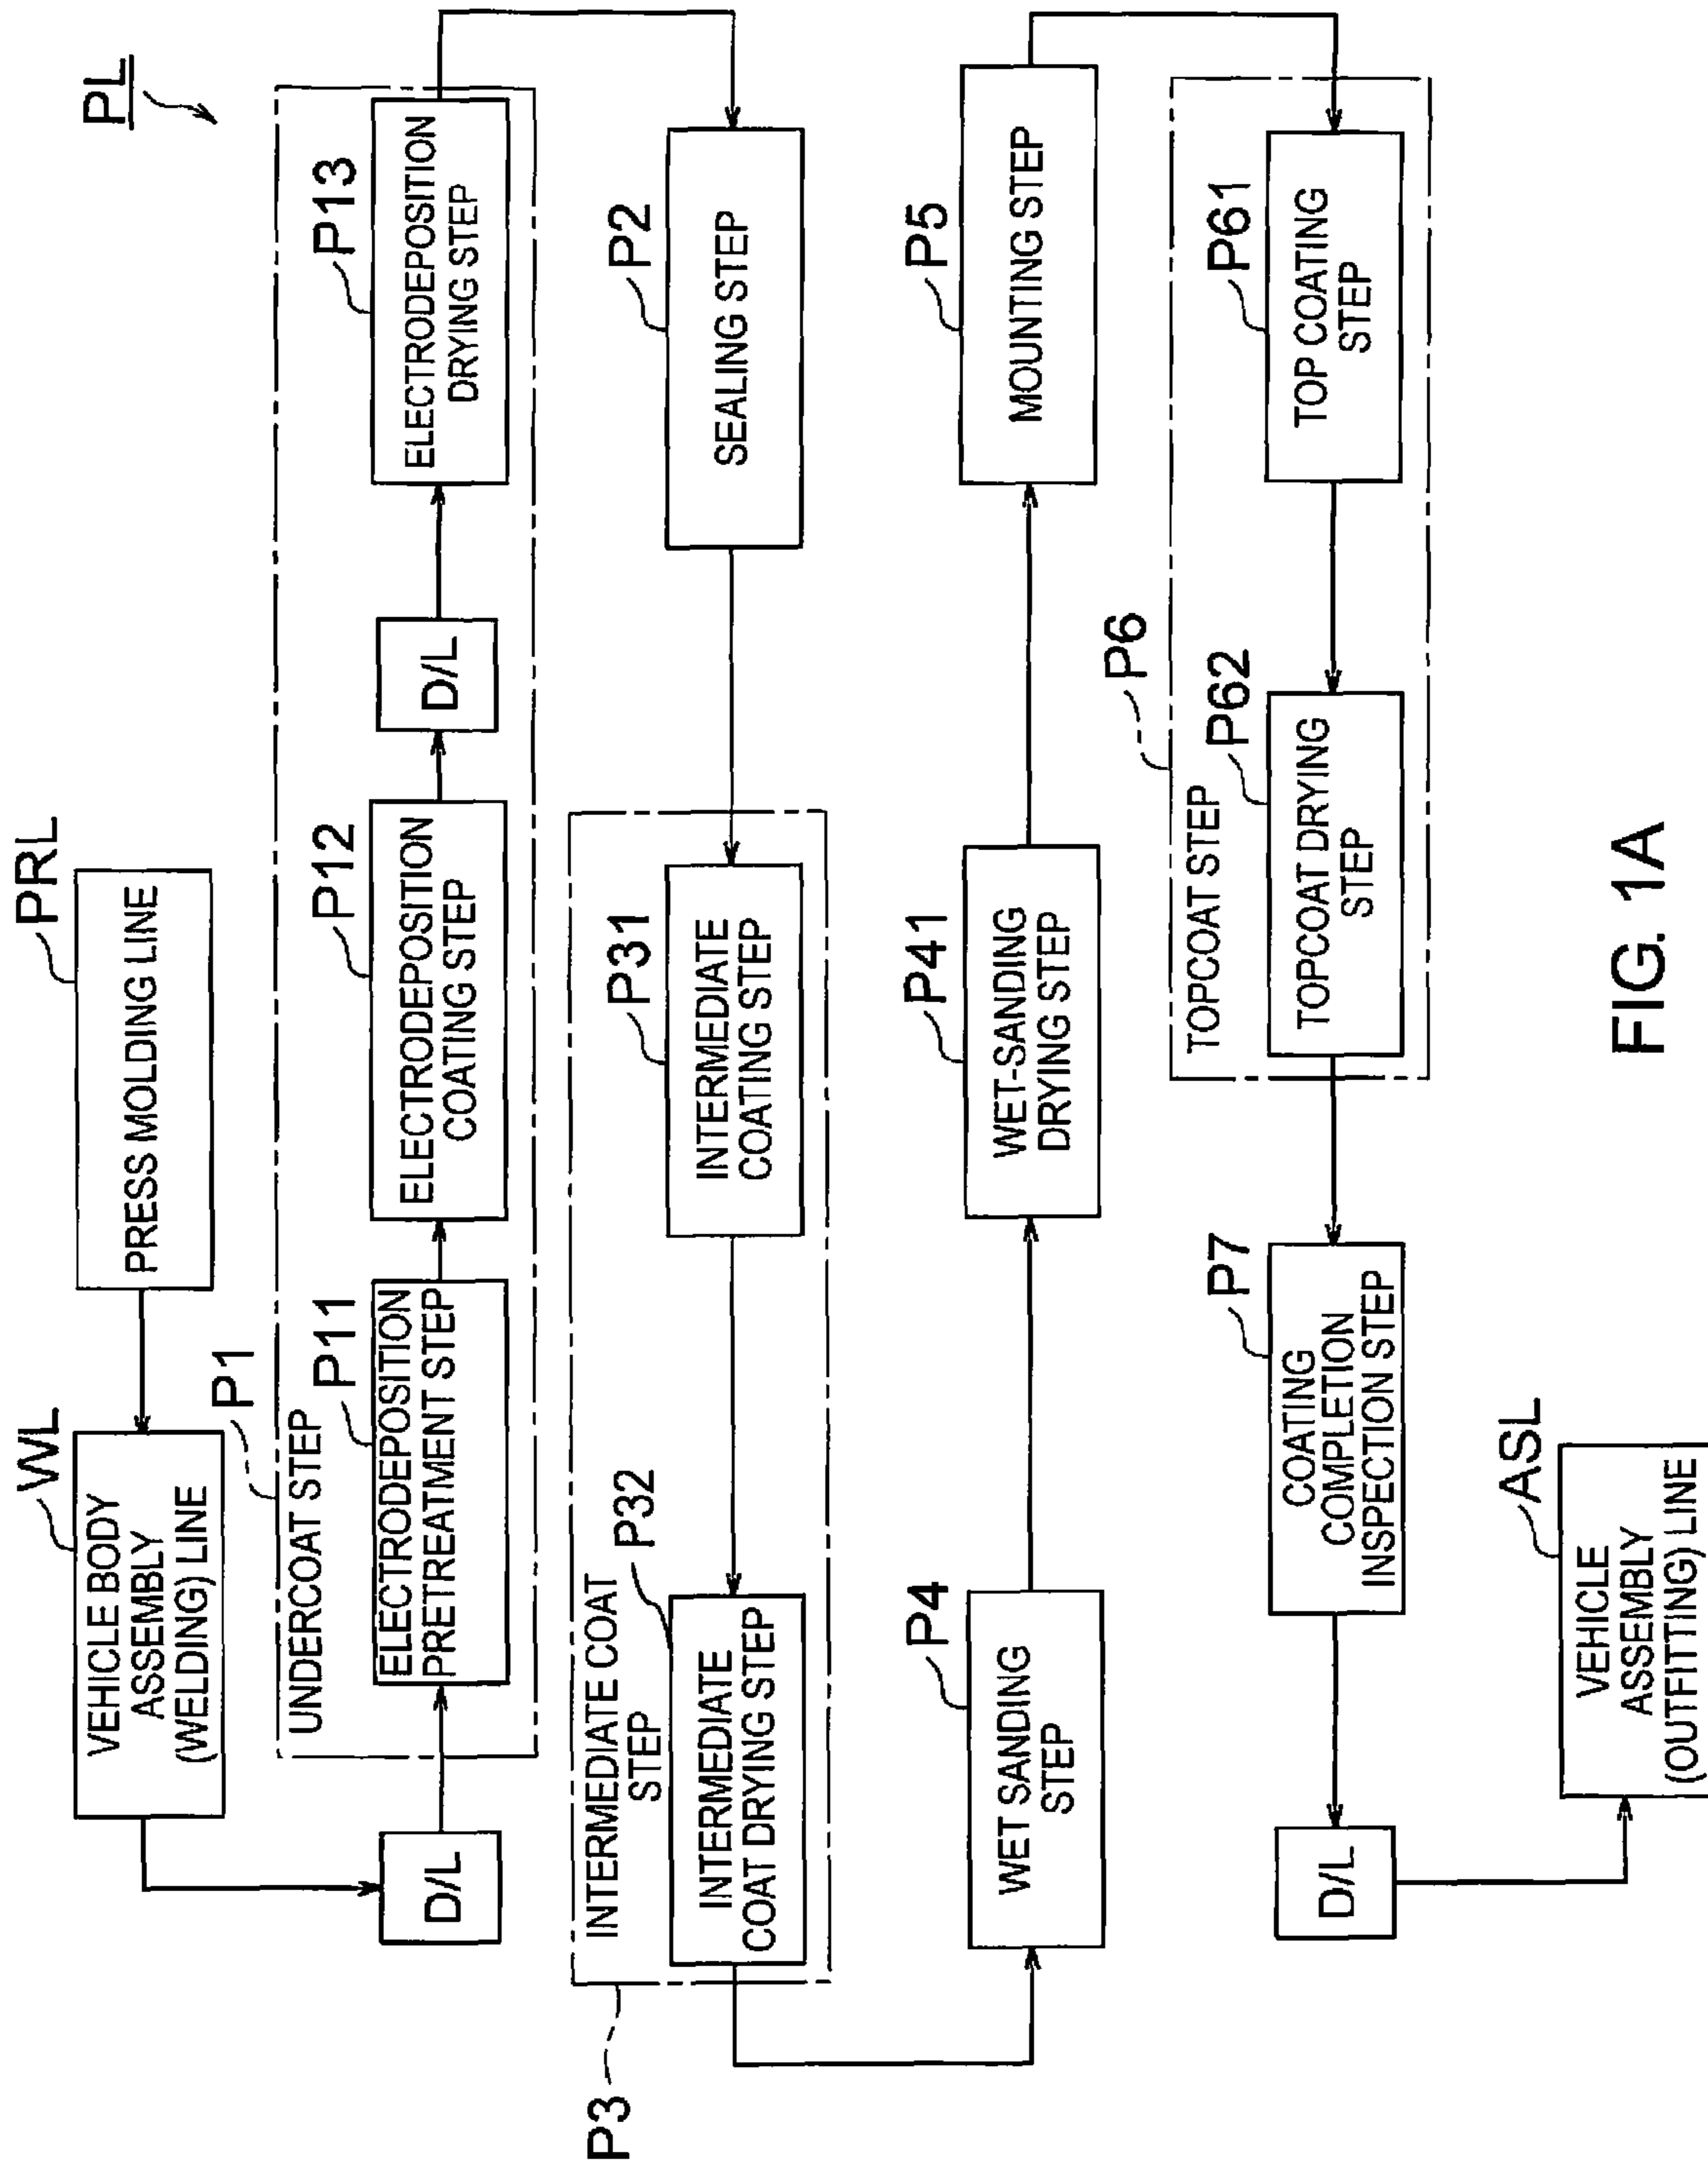 PL
PRL
PRESS MOLDING LINE
WL
VEHICLE BODY
ASSEMBLY
(WELDING) LINE
P1
UNDERCOAT STEP
D/L
P11
ELECTRODEPOSITION
PRETREATMENT STEP
P12
ELECTRODEPOSITION
COATING STEP
D/L
P13
ELECTRODEPOSITION
DRYING STEP
P2
SEALING STEP
P3
INTERMEDIATE COAT
STEP
P31
INTERMEDIATE
COATING STEP
P32
INTERMEDIATE
COAT DRYING STEP
P4
WET SANDING
STEP
P41
WET-SANDING
DRYING STEP
P5
MOUNTING STEP
P6
TOPCOAT STEP
P61
TOP COATING
STEP
P62
TOPCOAT DRYING
STEP
P7
COATING
COMPLETION
INSPECTION STEP
D/L
ASL
VEHICLE
ASSEMBLY
(OUTFITTING) LINE
FIG. 1A